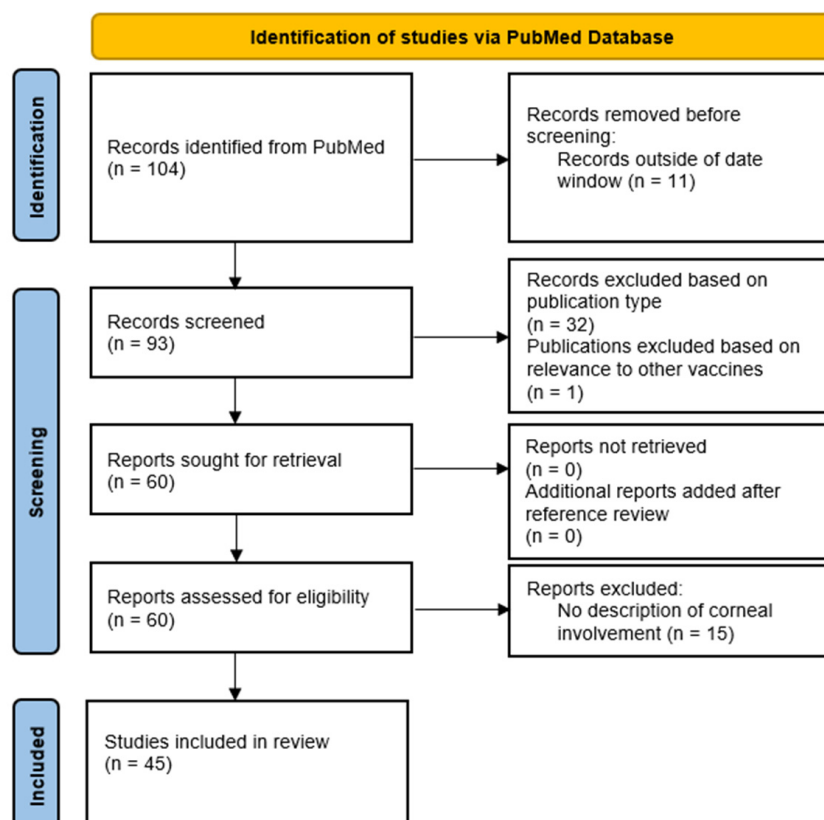 Identification of studies via PubMed Database
Identification
Records identified from PubMed
(n = 104)
Records removed before
screening:
Records outside of date
window (n = 11)
Screening
Records screened
(n = 93)
Records excluded based on
publication type
(n = 32)
Publications excluded based on
relevance to other vaccines
(n = 1)
Reports sought for retrieval
(n = 60)
Reports not retrieved
(n = 0)
Additional reports added after
reference review
(n = 0)
Reports assessed for eligibility
(n = 60)
Reports excluded:
No description of corneal
involvement (n = 15)
Included
Studies included in review
(n = 45)